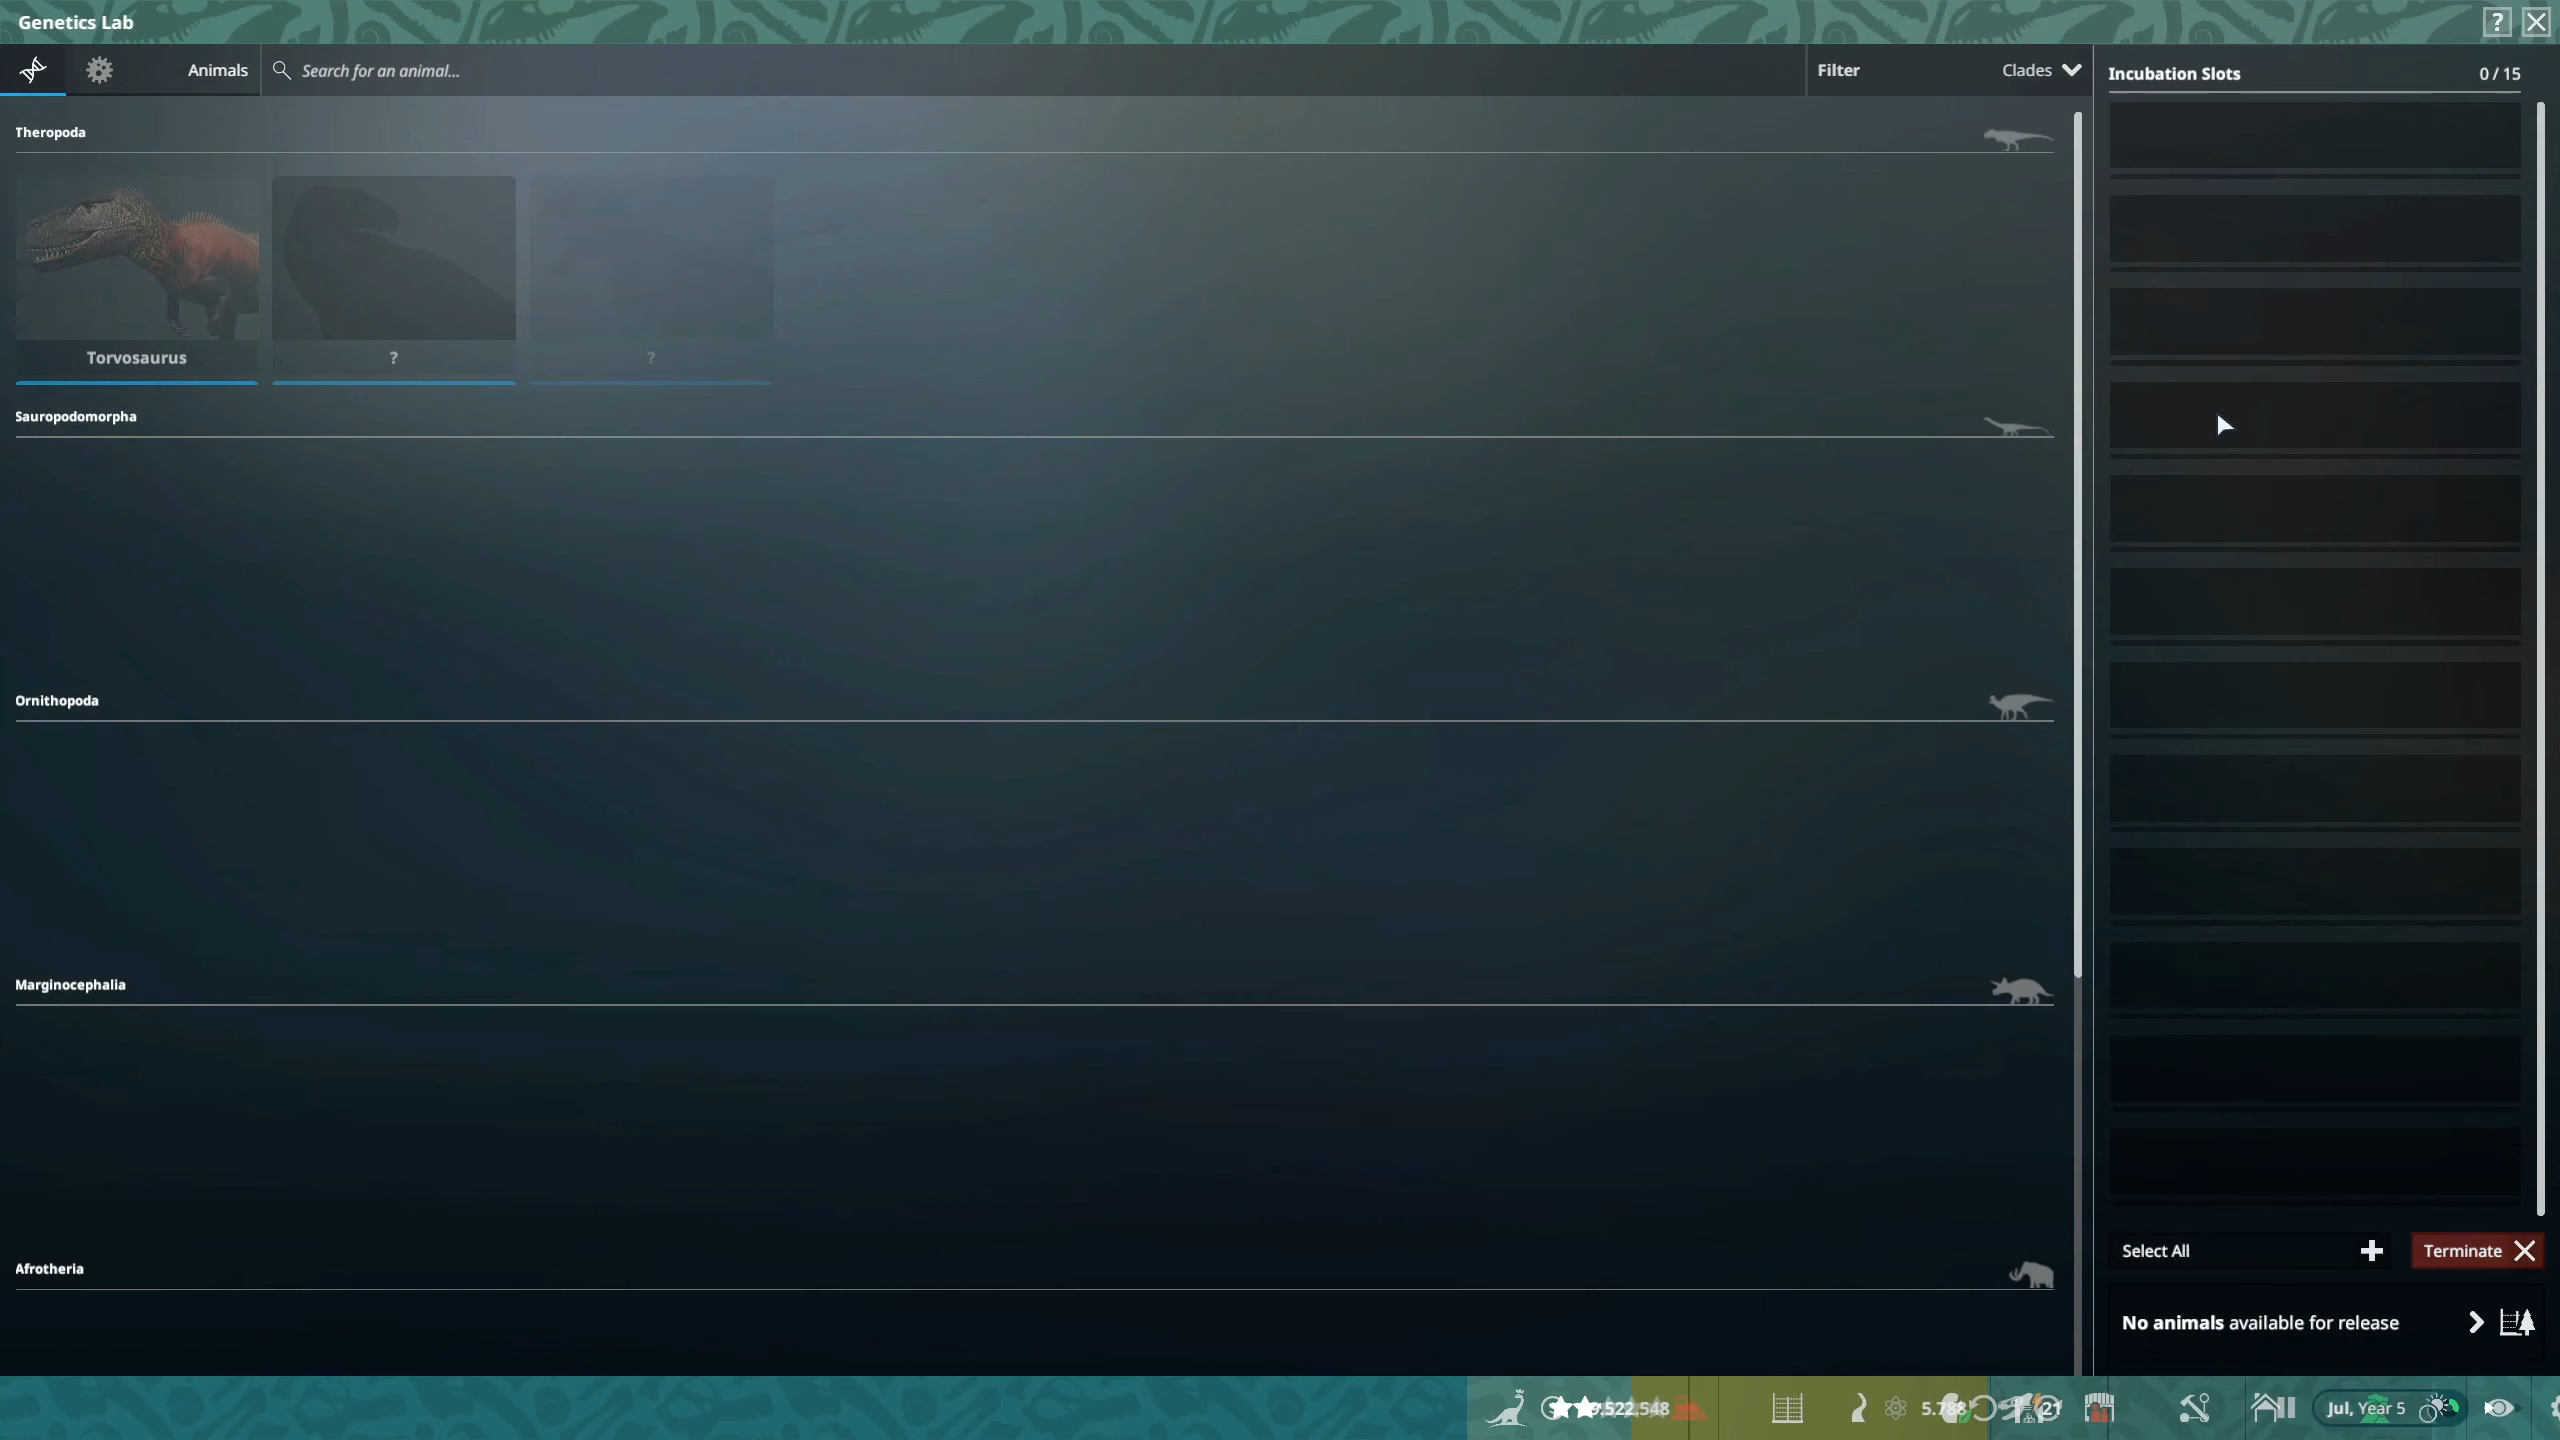 Genetics Lab
?
Animals
Search for an animal...
Filter
Clades
Incubation Slots
0 / 15
Theropoda
Torvosaurus
?
?
Sauropodomorpha
Ornithopoda
Marginocephalia
Afrotheria
Select All
Terminate
No animals available for release
21
Jul, Year 5